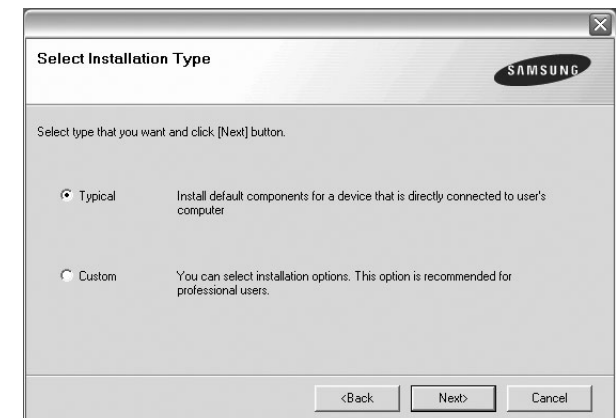 Select Installation Type
SAMSUNG
Select type that you want and click [Next] button.
Typical
Install default components for a device that is directly connected to user's
computer
Custom
You can select installation options. This option is recommended for
professional users.
<Back
Next>
Cancel